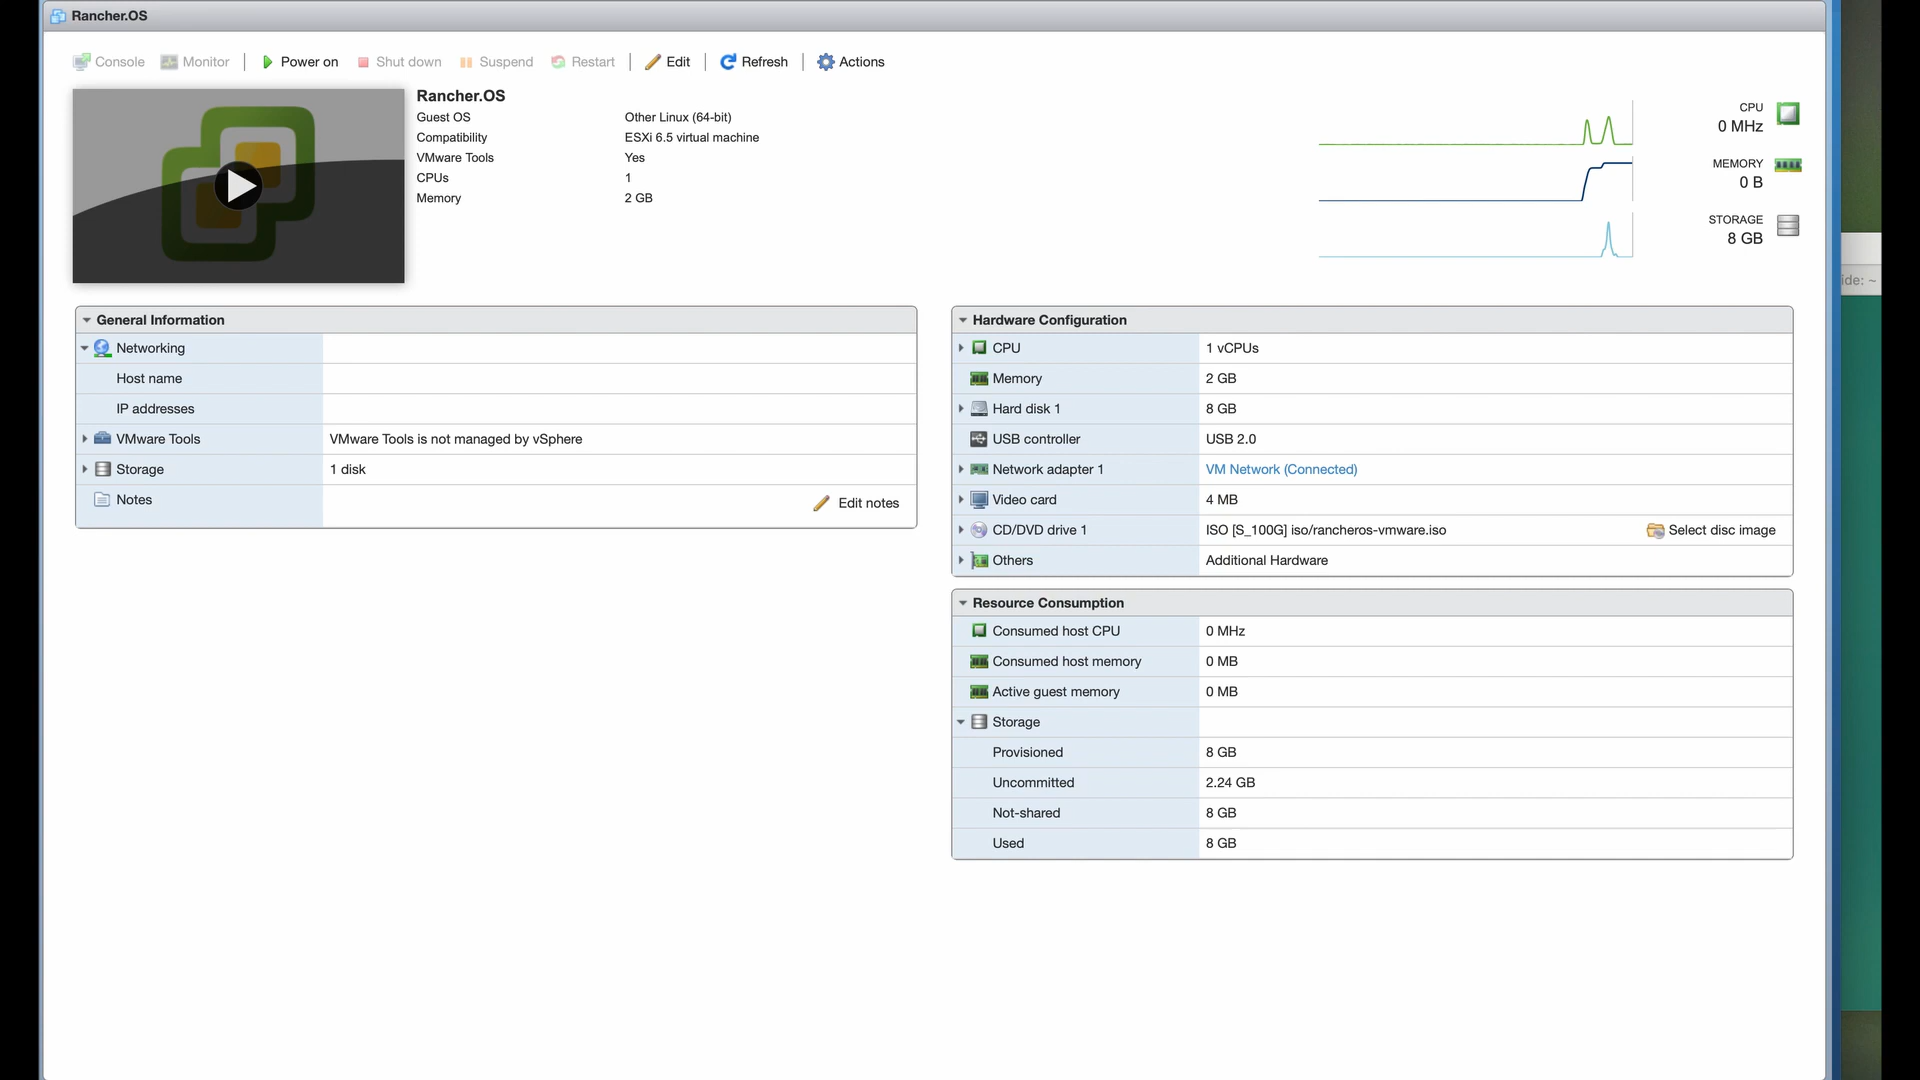 Rancher.OS
Console Monitor Power on Shut down Suspend Restart Edit Refresh Actions
Rancher.OS
Guest OS Other Linux (64-bit)
Compatibility ESXi 6.5 virtual machine
VMware Tools Yes
CPUs 1
Memory 2 GB
CPU
0 MHz
MEMORY
0 B
STORAGE
8 GB
ide: ~
General Information
Networking
Host name
IP addresses
VMware Tools VMware Tools is not managed by vSphere
Storage 1 disk
Notes Edit notes
Hardware Configuration
CPU 1 vCPUs
Memory 2 GB
Hard disk 1 8 GB
USB controller USB 2.0
Network adapter 1 VM Network (Connected)
Video card 4 MB
CD/DVD drive 1 ISO [S_100G] iso/rancheros-vmware.iso Select disc image
Others Additional Hardware
Resource Consumption
Consumed host CPU 0 MHz
Consumed host memory 0 MB
Active guest memory 0 MB
Storage
Provisioned 8 GB
Uncommitted 2.24 GB
Not-shared 8 GB
Used 8 GB